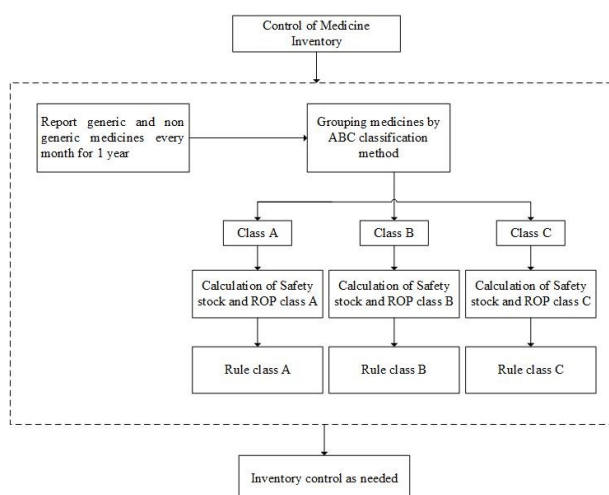 Control of Medicine
Inventory
Report generic and non
generic medicines every
month for 1 year
Grouping medicines by
ABC classification
method
Class A
Class B
Class C
Calculation of Safety
stock and ROP class A
Calculation of Safety
stock and ROP class B
Calculation of Safety
stock and ROP class C
Rule class A
Rule class B
Rule class C
Inventory control as needed